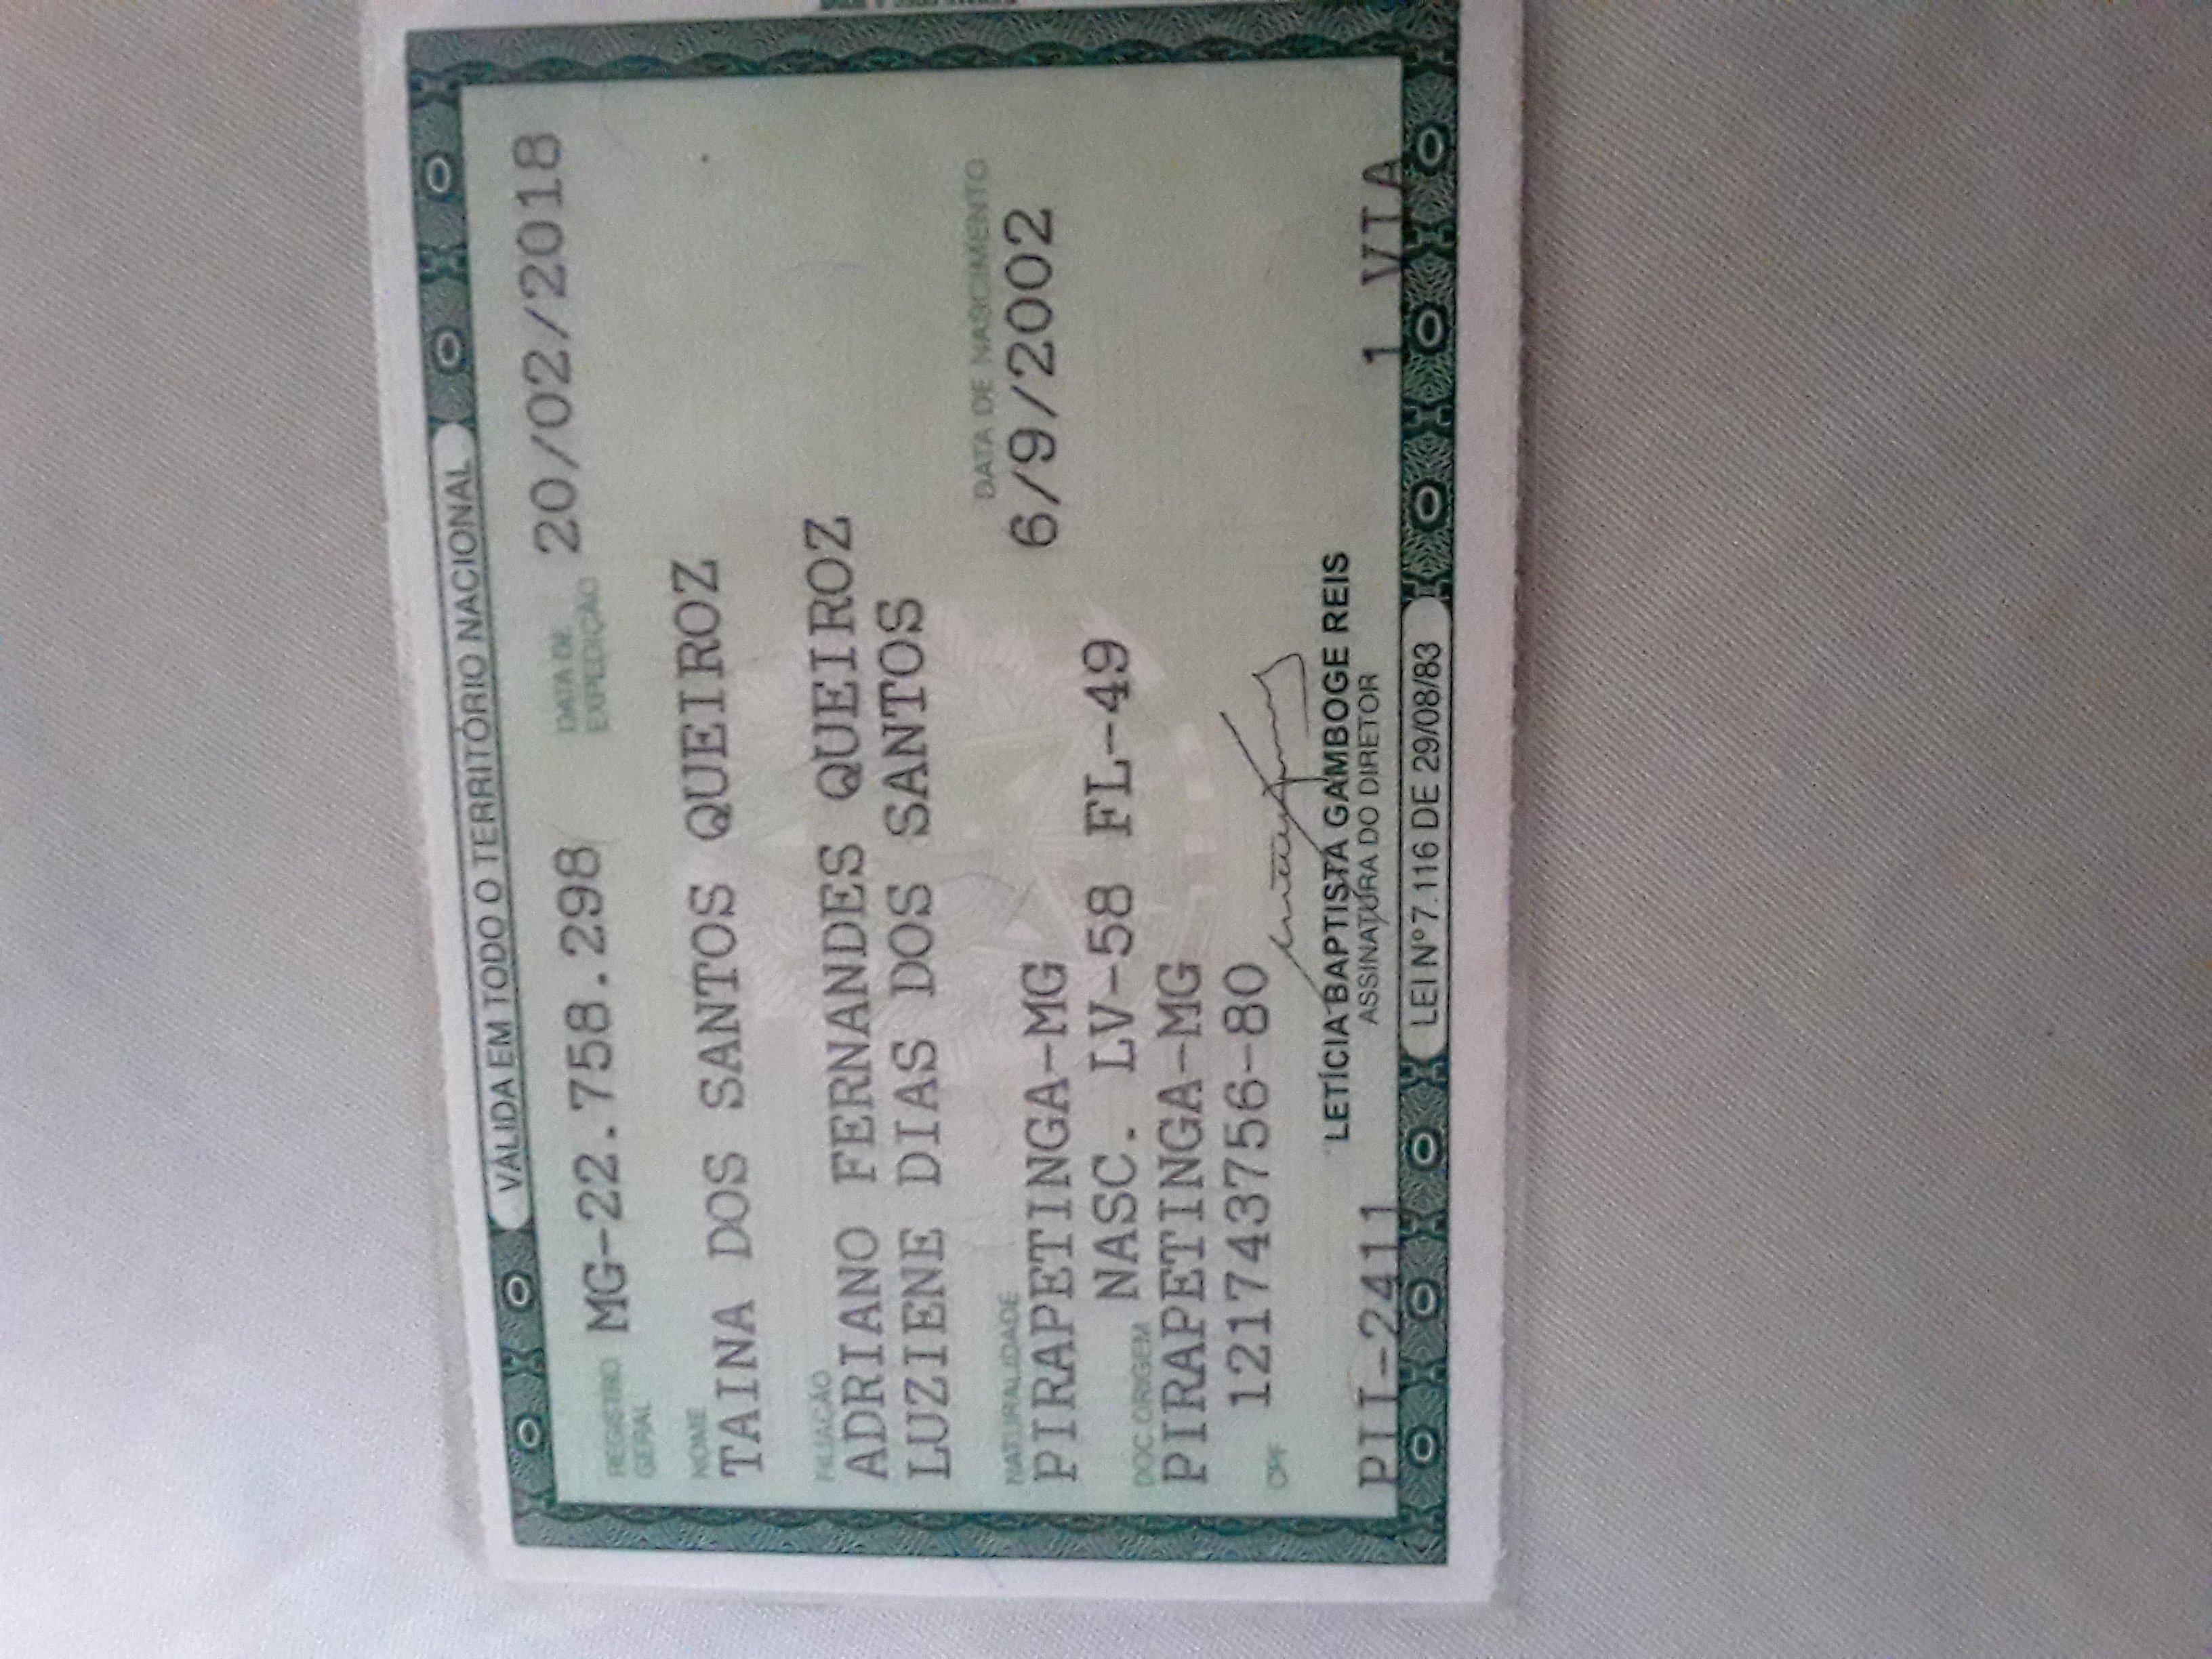 VÁLIDA EM TODO O TERRITÓRIO NACIONAL
REGISTRO GERAL MG-22.758.298 DATA DE EXPEDIÇÃO 20/02/2018
NOME
TAINA DOS SANTOS QUEIROZ
FILIAÇÃO
ADRIANO FERNANDES QUEIROZ
LUZIENE DIAS DOS SANTOS
NATURALIDADE DATA DE NASCIMENTO
PIRAPETINGA-MG 6/9/2002
DOC ORIGEM NASC. LV-58 FL-49
PIRAPETINGA-MG
CPF 121743756-80
LETÍCIA BAPTISTA GAMBOGE REIS
ASSINATURA DO DIRETOR
PII-2411 1 VIA
LEI Nº 7.116 DE 29/08/83